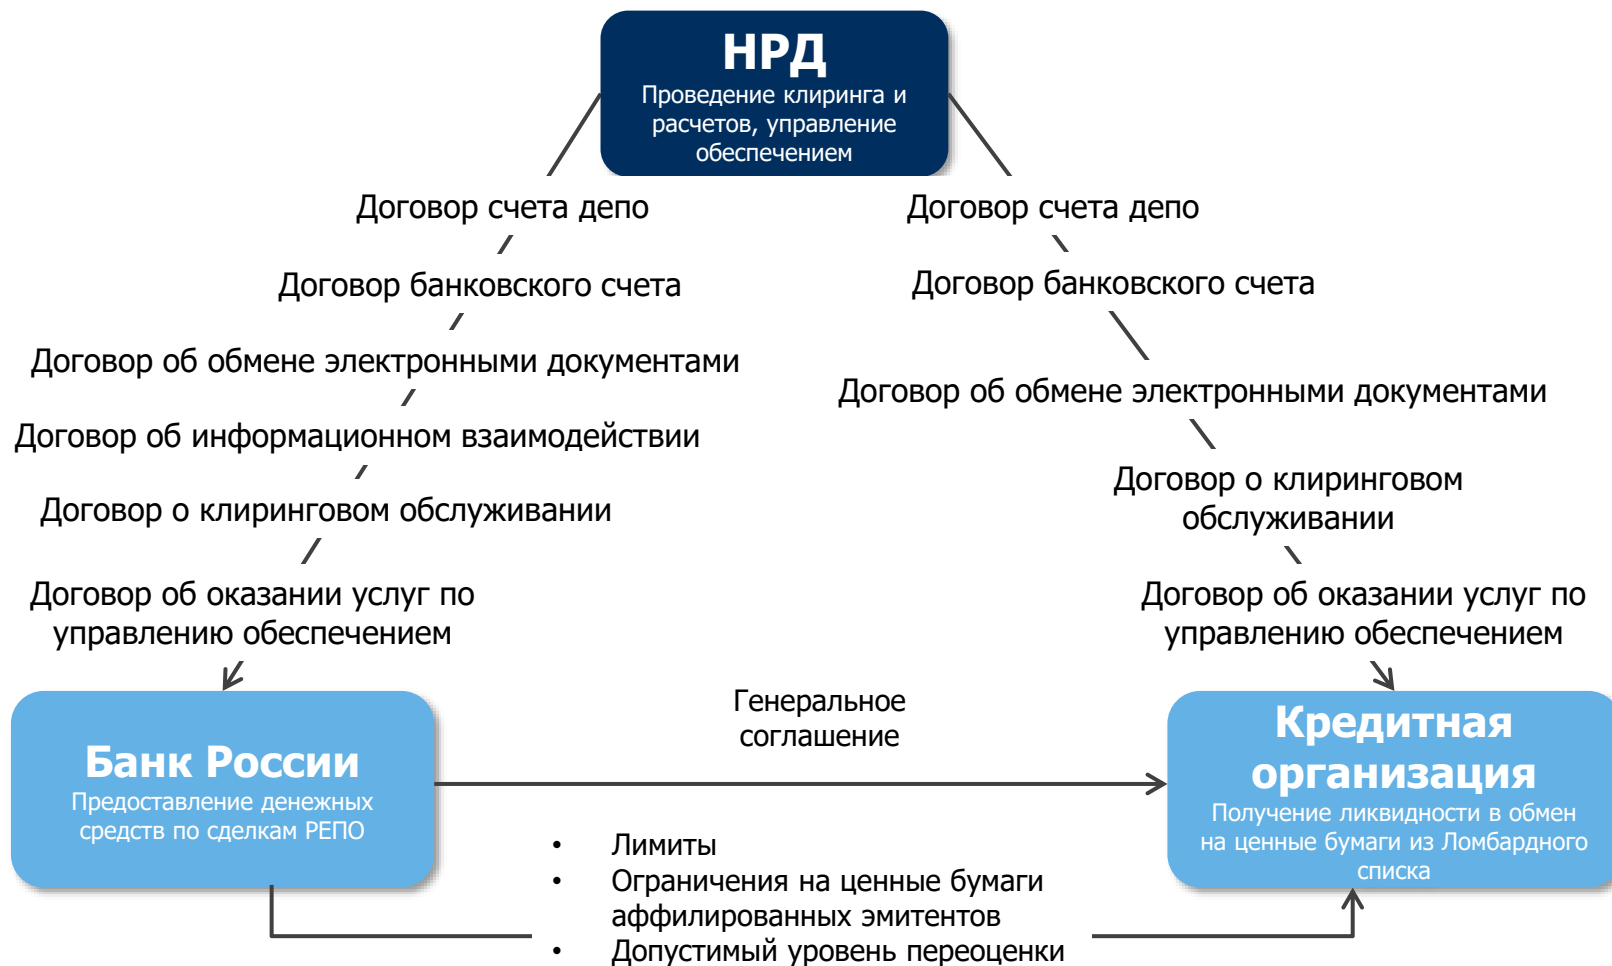 НРД
Проведение клиринга и
расчетов, управление
обеспечением
Договор счета депо
Договор банковского счета
Договор об обмене электронными документами
Договор об информационном взаимодействии
Договор о клиринговом обслуживании
Договор об оказании услуг по
управлению обеспечением
Договор счета депо
Договор банковского счета
Договор об обмене электронными документами
Договор о клиринговом
обслуживании
Договор об оказании услуг по
управлению обеспечением
Банк России
Предоставление денежных
средств по сделкам РЕПО
Генеральное
соглашение
Кредитная
организация
Получение ликвидности в обмен
на ценные бумаги из Ломбардного
списка
• Лимиты
• Ограничения на ценные бумаги
аффилированных эмитентов
• Допустимый уровень переоценки